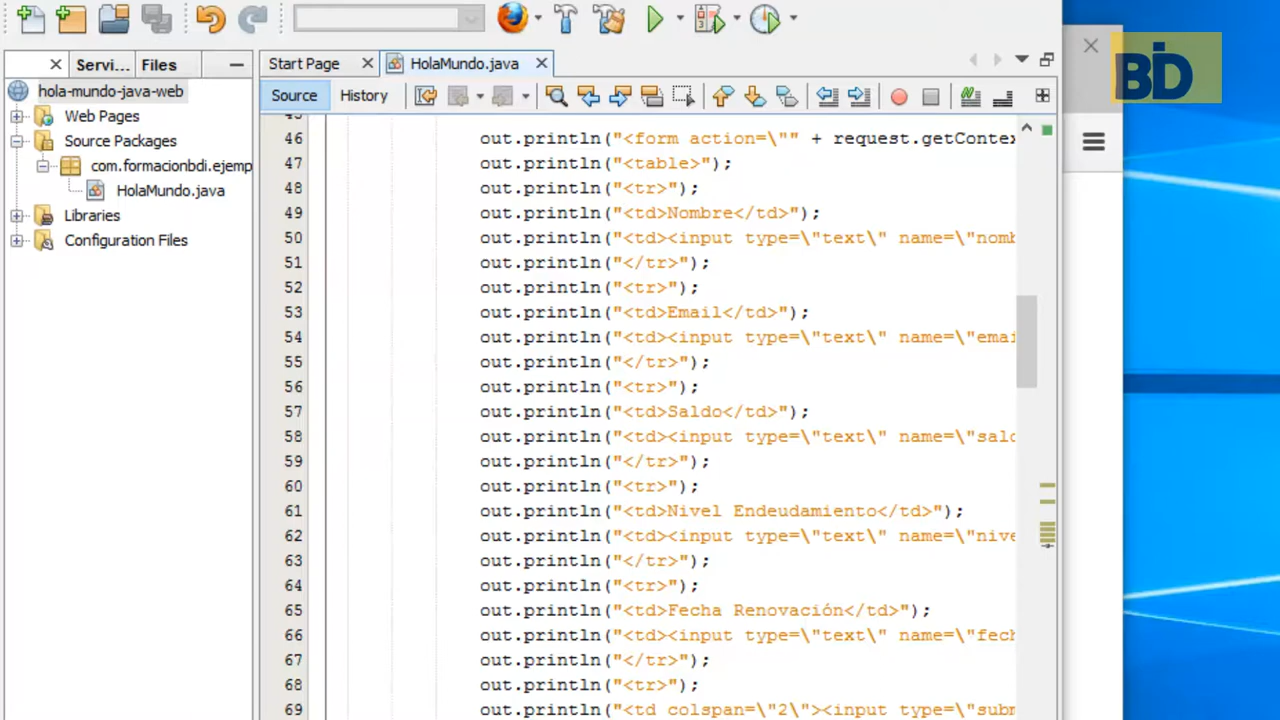 BD
Servi...
Files
Start Page
HolaMundo.java
hola-mundo-java-web
Web Pages
Source Packages
com.formacionbdi.ejemp
HolaMundo.java
Libraries
Configuration Files
Source
History
46 out.println("<form action=\"" + request.getContex
47 out.println("<table>");
48 out.println("<tr>");
49 out.println("<td>Nombre</td>");
50 out.println("<td><input type=\"text\" name=\"nomb
51 out.println("</tr>");
52 out.println("<tr>");
53 out.println("<td>Email</td>");
54 out.println("<td><input type=\"text\" name=\"emai
55 out.println("</tr>");
56 out.println("<tr>");
57 out.println("<td>Saldo</td>");
58 out.println("<td><input type=\"text\" name=\"salc
59 out.println("</tr>");
60 out.println("<tr>");
61 out.println("<td>Nivel Endeudamiento</td>");
62 out.println("<td><input type=\"text\" name=\"nive
63 out.println("</tr>");
64 out.println("<tr>");
65 out.println("<td>Fecha Renovación</td>");
66 out.println("<td><input type=\"text\" name=\"fech
67 out.println("</tr>");
68 out.println("<tr>");
69 out.println("<td colspan=\"2\"><input type=\"subm